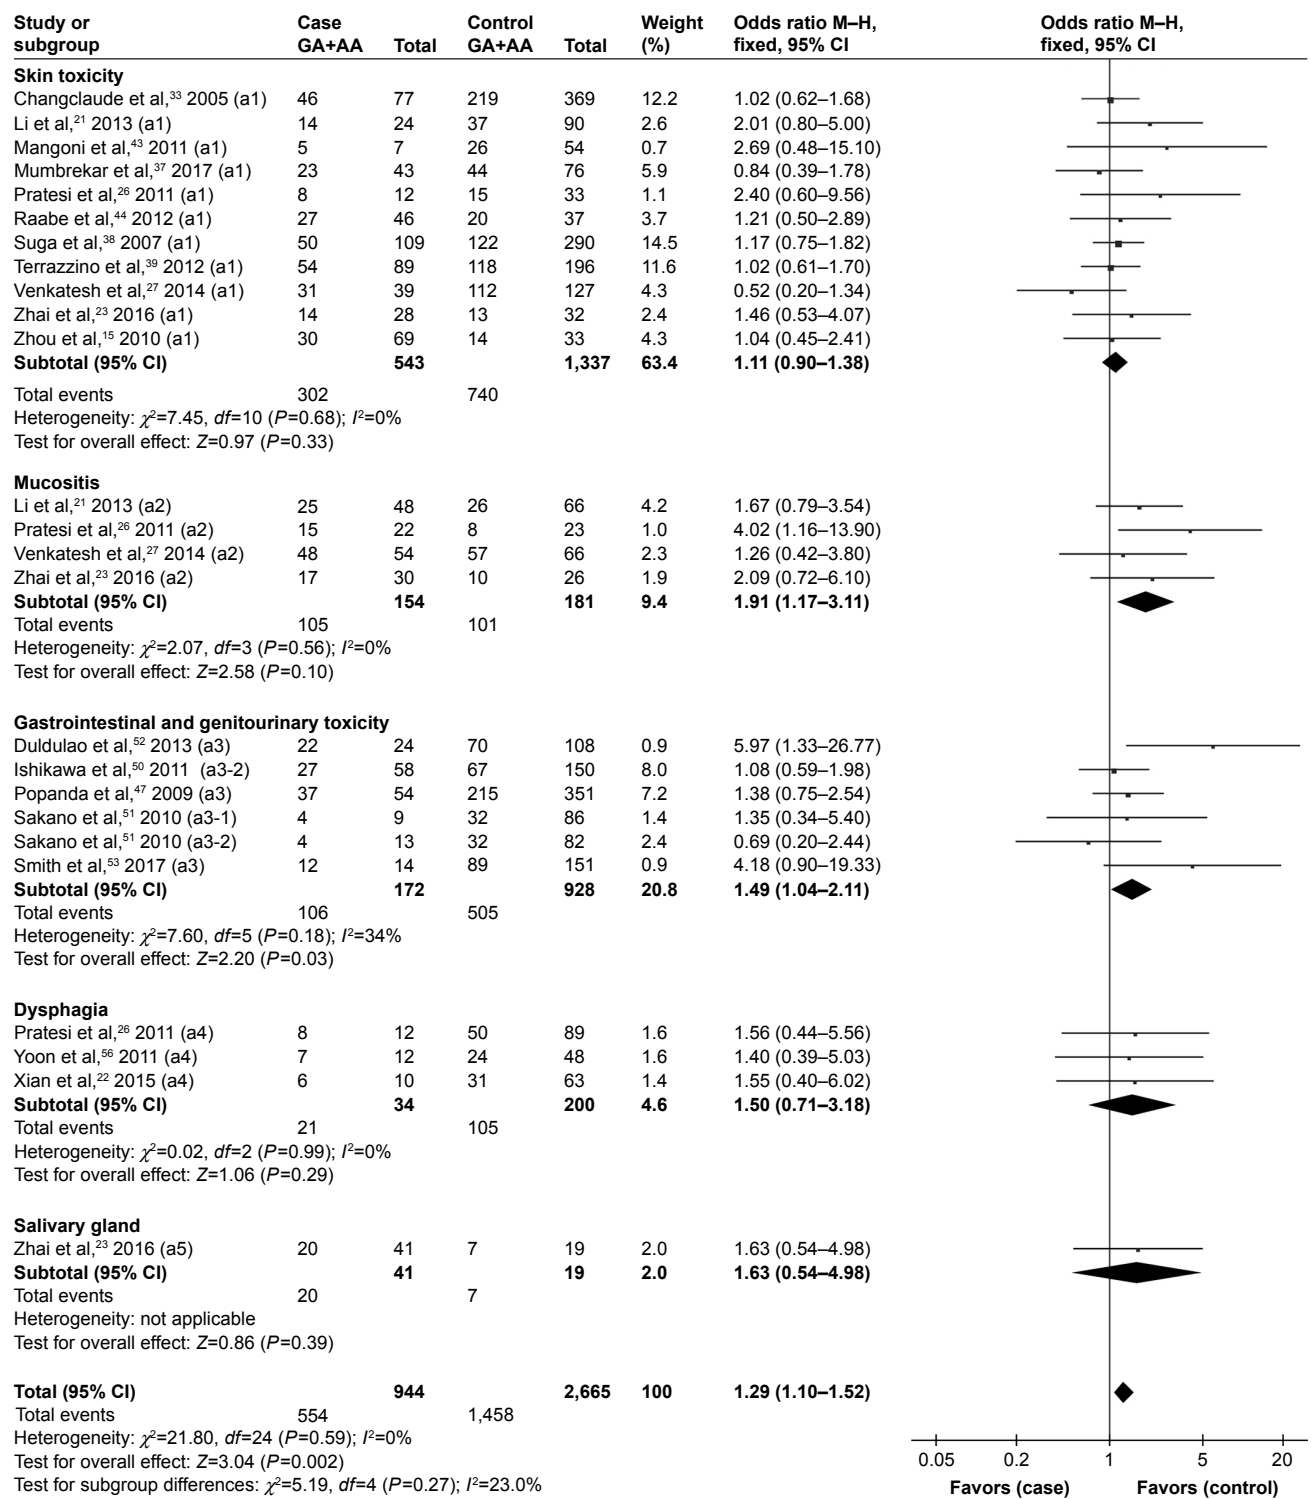 Study or subgroup Case GA+AA Total Control GA+AA Total Weight (%) Odds ratio M–H, fixed, 95% CI Odds ratio M–H, fixed, 95% CI
Skin toxicity
Changclaude et al,33 2005 (a1) 46 77 219 369 12.2 1.02 (0.62–1.68)
Li et al,21 2013 (a1) 14 24 37 90 2.6 2.01 (0.80–5.00)
Mangoni et al,43 2011 (a1) 5 7 26 54 0.7 2.69 (0.48–15.10)
Mumbrekar et al,37 2017 (a1) 23 43 44 76 5.9 0.84 (0.39–1.78)
Pratesi et al,26 2011 (a1) 8 12 15 33 1.1 2.40 (0.60–9.56)
Raabe et al,44 2012 (a1) 27 46 20 37 3.7 1.21 (0.50–2.89)
Suga et al,38 2007 (a1) 50 109 122 290 14.5 1.17 (0.75–1.82)
Terrazzino et al,39 2012 (a1) 54 89 118 196 11.6 1.02 (0.61–1.70)
Venkatesh et al,27 2014 (a1) 31 39 112 127 4.3 0.52 (0.20–1.34)
Zhai et al,23 2016 (a1) 14 28 13 32 2.4 1.46 (0.53–4.07)
Zhou et al,15 2010 (a1) 30 69 14 33 4.3 1.04 (0.45–2.41)
Subtotal (95% CI) 543 1,337 63.4 1.11 (0.90–1.38)
Total events 302 740
Heterogeneity: χ²=7.45, df=10 (P=0.68); I²=0%
Test for overall effect: Z=0.97 (P=0.33)
Mucositis
Li et al,21 2013 (a2) 25 48 26 66 4.2 1.67 (0.79–3.54)
Pratesi et al,26 2011 (a2) 15 22 8 23 1.0 4.02 (1.16–13.90)
Venkatesh et al,27 2014 (a2) 48 54 57 66 2.3 1.26 (0.42–3.80)
Zhai et al,23 2016 (a2) 17 30 10 26 1.9 2.09 (0.72–6.10)
Subtotal (95% CI) 154 181 9.4 1.91 (1.17–3.11)
Total events 105 101
Heterogeneity: χ²=2.07, df=3 (P=0.56); I²=0%
Test for overall effect: Z=2.58 (P=0.10)
Gastrointestinal and genitourinary toxicity
Duldulao et al,52 2013 (a3) 22 24 70 108 0.9 5.97 (1.33–26.77)
Ishikawa et al,50 2011 (a3-2) 27 58 67 150 8.0 1.08 (0.59–1.98)
Popanda et al,47 2009 (a3) 37 54 215 351 7.2 1.38 (0.75–2.54)
Sakano et al,51 2010 (a3-1) 4 9 32 86 1.4 1.35 (0.34–5.40)
Sakano et al,51 2010 (a3-2) 4 13 32 82 2.4 0.69 (0.20–2.44)
Smith et al,53 2017 (a3) 12 14 89 151 0.9 4.18 (0.90–19.33)
Subtotal (95% CI) 172 928 20.8 1.49 (1.04–2.11)
Total events 106 505
Heterogeneity: χ²=7.60, df=5 (P=0.18); I²=34%
Test for overall effect: Z=2.20 (P=0.03)
Dysphagia
Pratesi et al,26 2011 (a4) 8 12 50 89 1.6 1.56 (0.44–5.56)
Yoon et al,56 2011 (a4) 7 12 24 48 1.6 1.40 (0.39–5.03)
Xian et al,22 2015 (a4) 6 10 31 63 1.4 1.55 (0.40–6.02)
Subtotal (95% CI) 34 200 4.6 1.50 (0.71–3.18)
Total events 21 105
Heterogeneity: χ²=0.02, df=2 (P=0.99); I²=0%
Test for overall effect: Z=1.06 (P=0.29)
Salivary gland
Zhai et al,23 2016 (a5) 20 41 7 19 2.0 1.63 (0.54–4.98)
Subtotal (95% CI) 41 19 2.0 1.63 (0.54–4.98)
Total events 20 7
Heterogeneity: not applicable
Test for overall effect: Z=0.86 (P=0.39)
Total (95% CI) 944 2,665 100 1.29 (1.10–1.52)
Total events 554 1,458
Heterogeneity: χ²=21.80, df=24 (P=0.59); I²=0%
Test for overall effect: Z=3.04 (P=0.002)
Test for subgroup differences: χ²=5.19, df=4 (P=0.27); I²=23.0%
0.05 0.2 1 5 20
Favors (case) Favors (control)